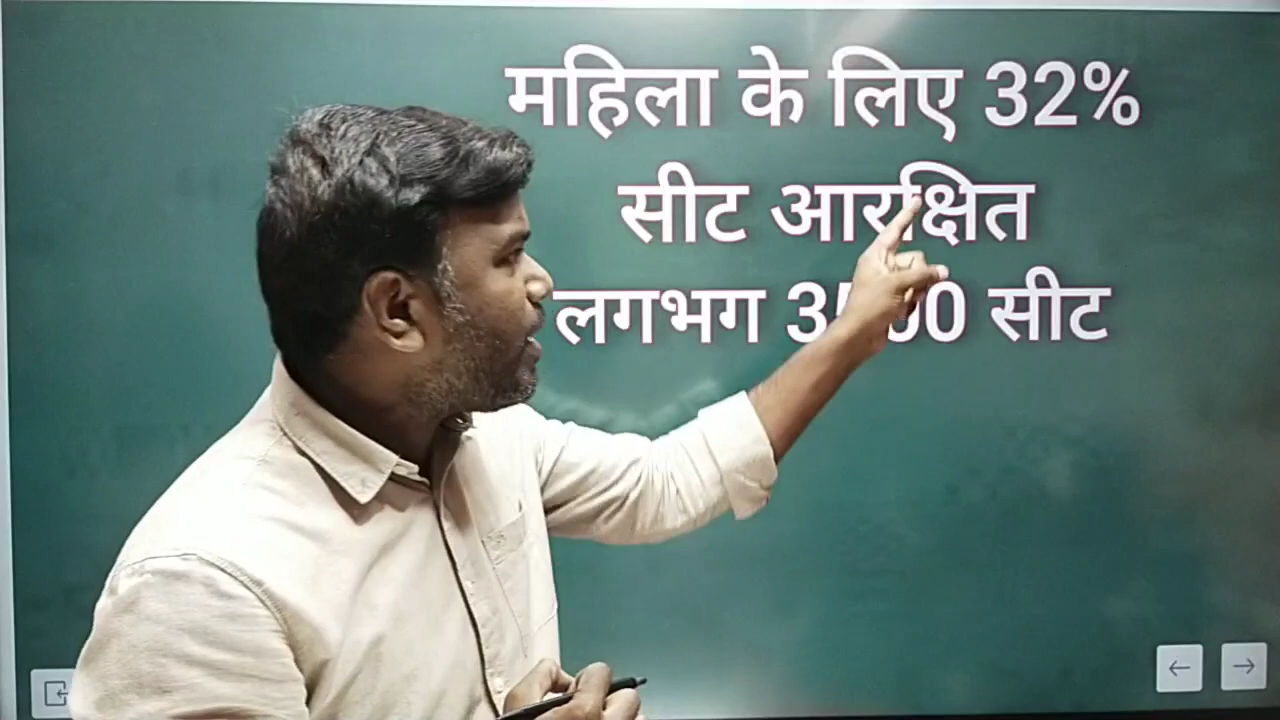 महिला के लिए 32%
सीट आरक्षित
लगभग सीट